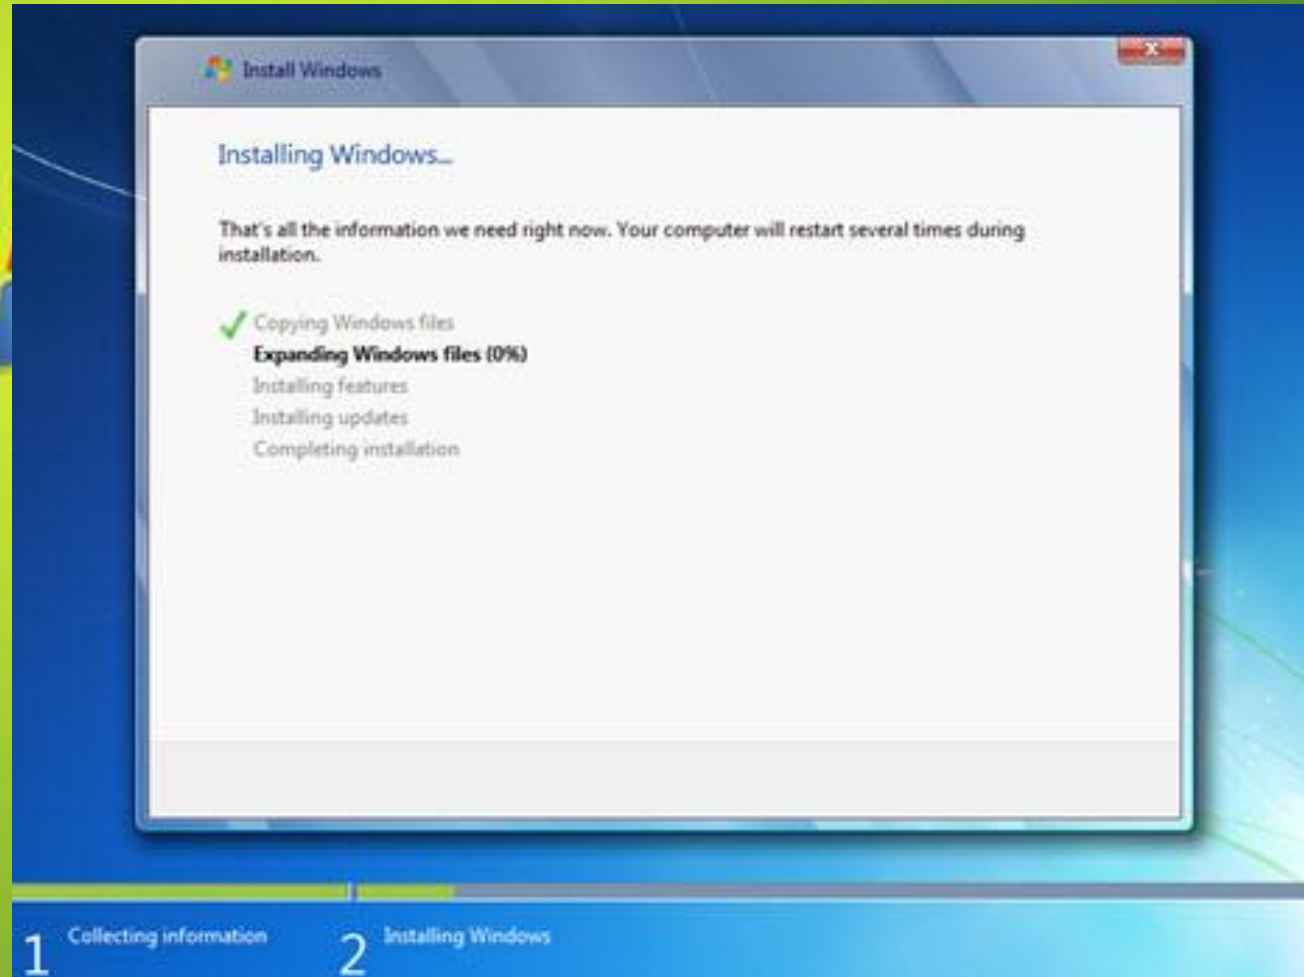 Install Windows
Installing Windows...
That's all the information we need right now. Your computer will restart several times during
installation.
Copying Windows files
Expanding Windows files (0%)
Installing features
Installing updates
Completing installation
1 Collecting information
2 Installing Windows